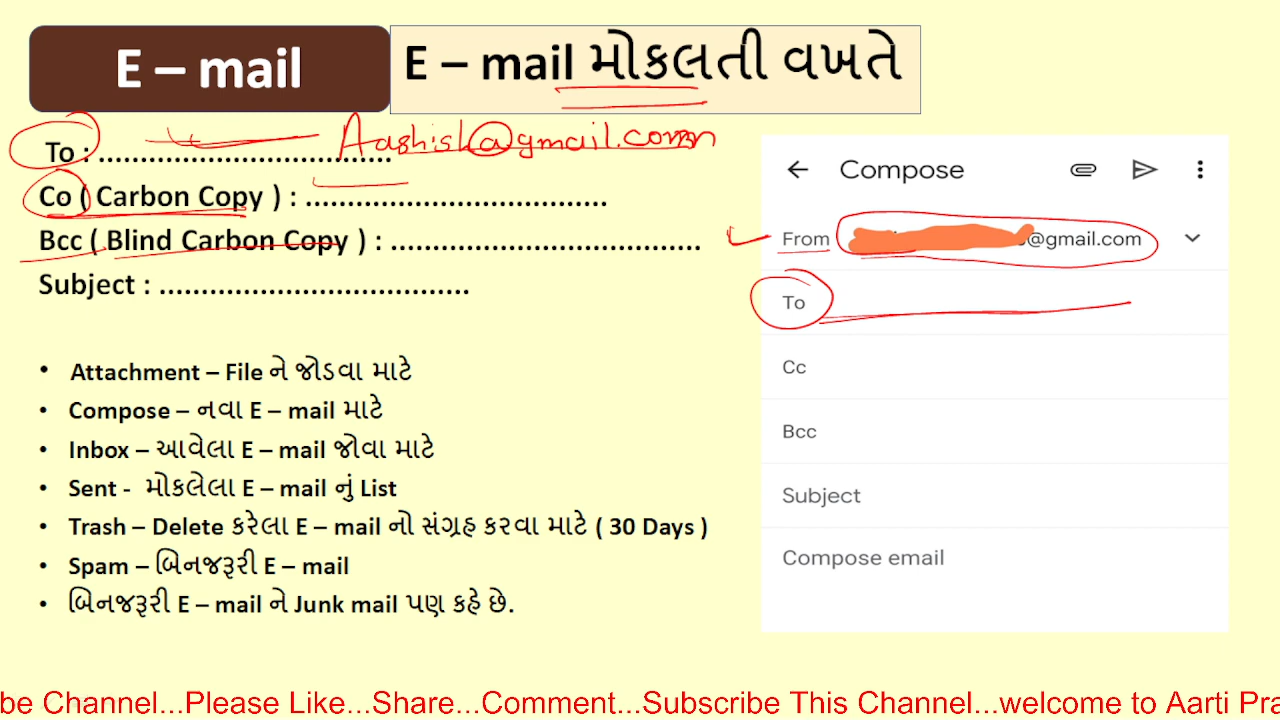 E – mail
E – mail મોકલતી વખતે
To : ...................................
Aashish@gmail.com
Co ( Carbon Copy ) : ....................................
Bcc ( Blind Carbon Copy ) : .....................................
Subject : .....................................
• Attachment – File ને જોડવા માટે
• Compose – નવા E – mail માટે
• Inbox – આવેલા E – mail જોવા માટે
• Sent - મોકલેલા E – mail નું List
• Trash – Delete કરેલા E – mail નો સંગ્રહ કરવા માટે ( 30 Days )
• Spam – બિનજરૂરી E – mail
• બિનજરૂરી E – mail ને Junk mail પણ કહે છે.
Compose
From @gmail.com
To
Cc
Bcc
Subject
Compose email
be Channel...Please Like...Share...Comment...Subscribe This Channel...welcome to Aarti Pra